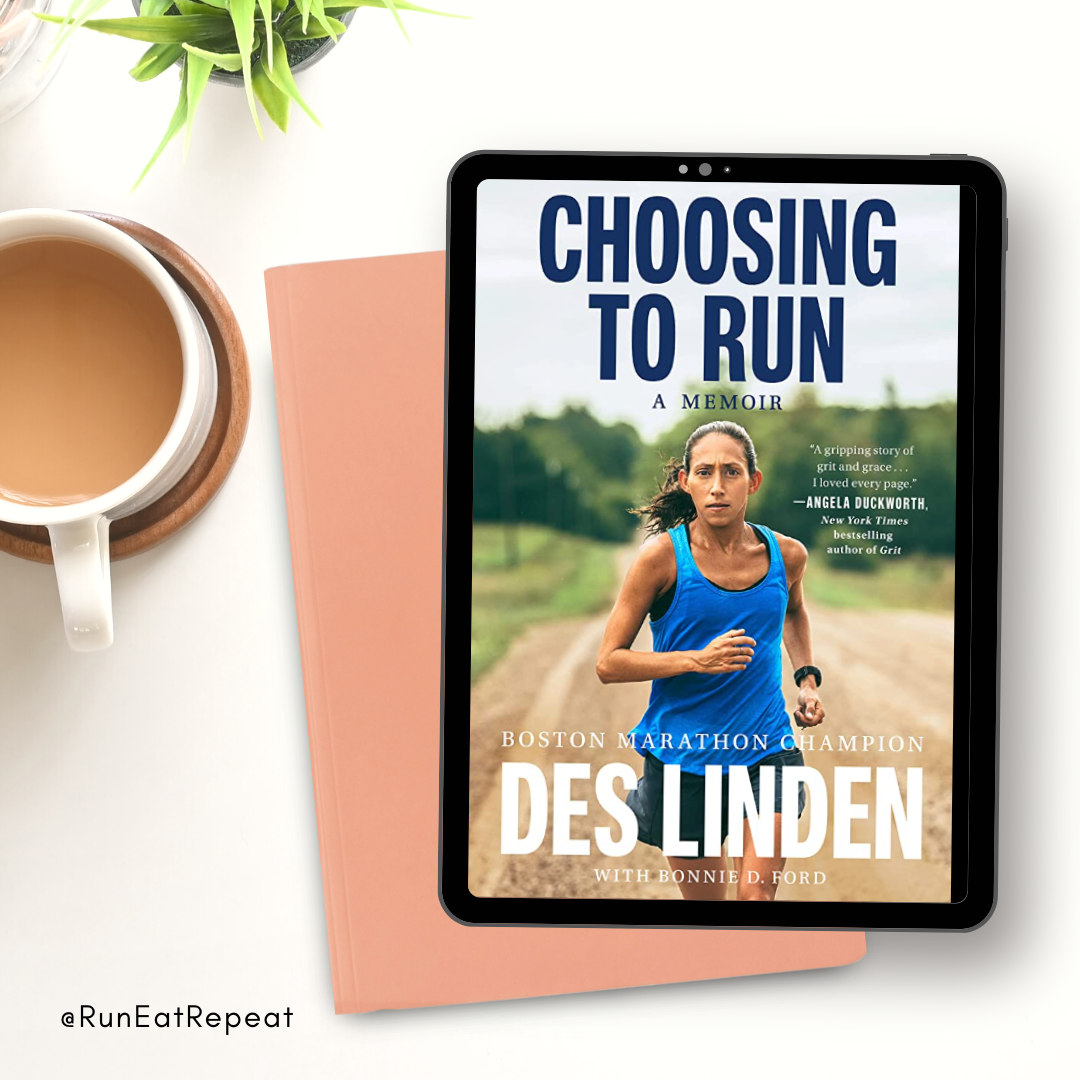 CHOOSING
TO RUN
A MEMOIR
“A gripping story of
grit and grace . . .
I loved every page.”
—ANGELA DUCKWORTH,
New York Times
bestselling
author of Grit
BOSTON MARATHON CHAMPION
DES LINDEN
WITH BONNIE D. FORD
@RunEatRepeat